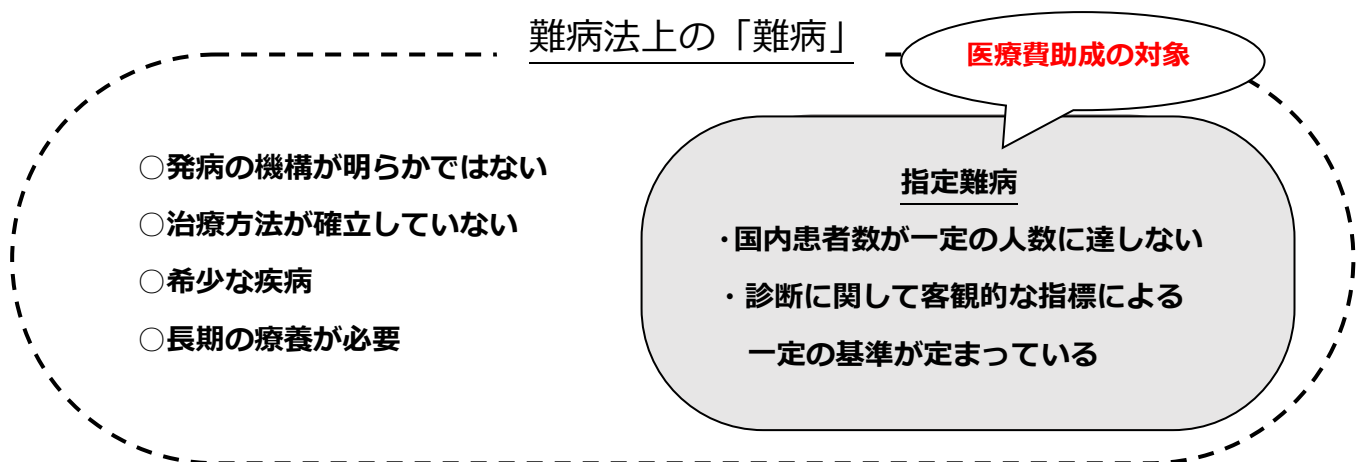 難病法上の「難病」
医療費助成の対象
○発病の機構が明らかではない
○治療方法が確立していない
○希少な疾病
○長期の療養が必要
指定難病
・国内患者数が一定の人数に達しない
・診断に関して客観的な指標による
一定の基準が定まっている